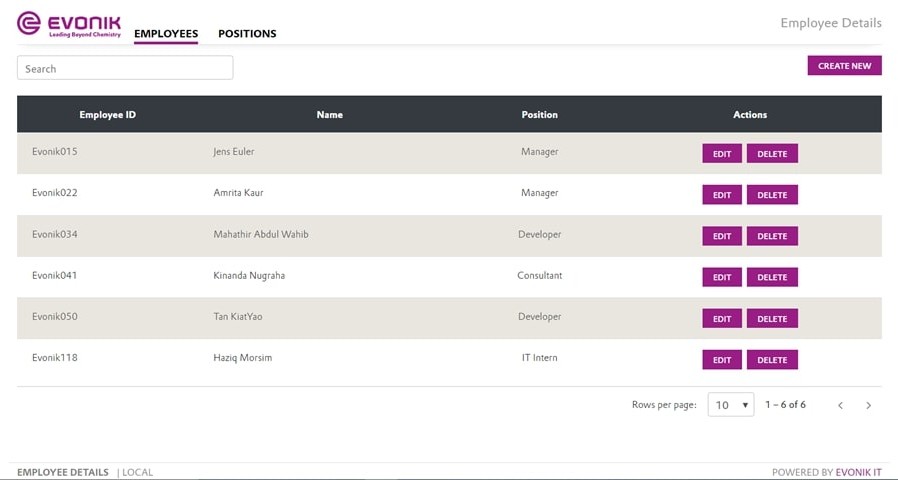 EVONIK
Leading Beyond Chemistry
EMPLOYEES POSITIONS
Employee Details
Search
CREATE NEW
Employee ID Name Position Actions
Evonik015 Jens Euler Manager EDIT DELETE
Evonik022 Amrita Kaur Manager EDIT DELETE
Evonik034 Mahathir Abdul Wahib Developer EDIT DELETE
Evonik041 Kinanda Nugraha Consultant EDIT DELETE
Evonik050 Tan KiatYao Developer EDIT DELETE
Evonik118 Haziq Morsim IT Intern EDIT DELETE
Rows per page: 10 1 – 6 of 6
EMPLOYEE DETAILS | LOCAL POWERED BY EVONIK IT